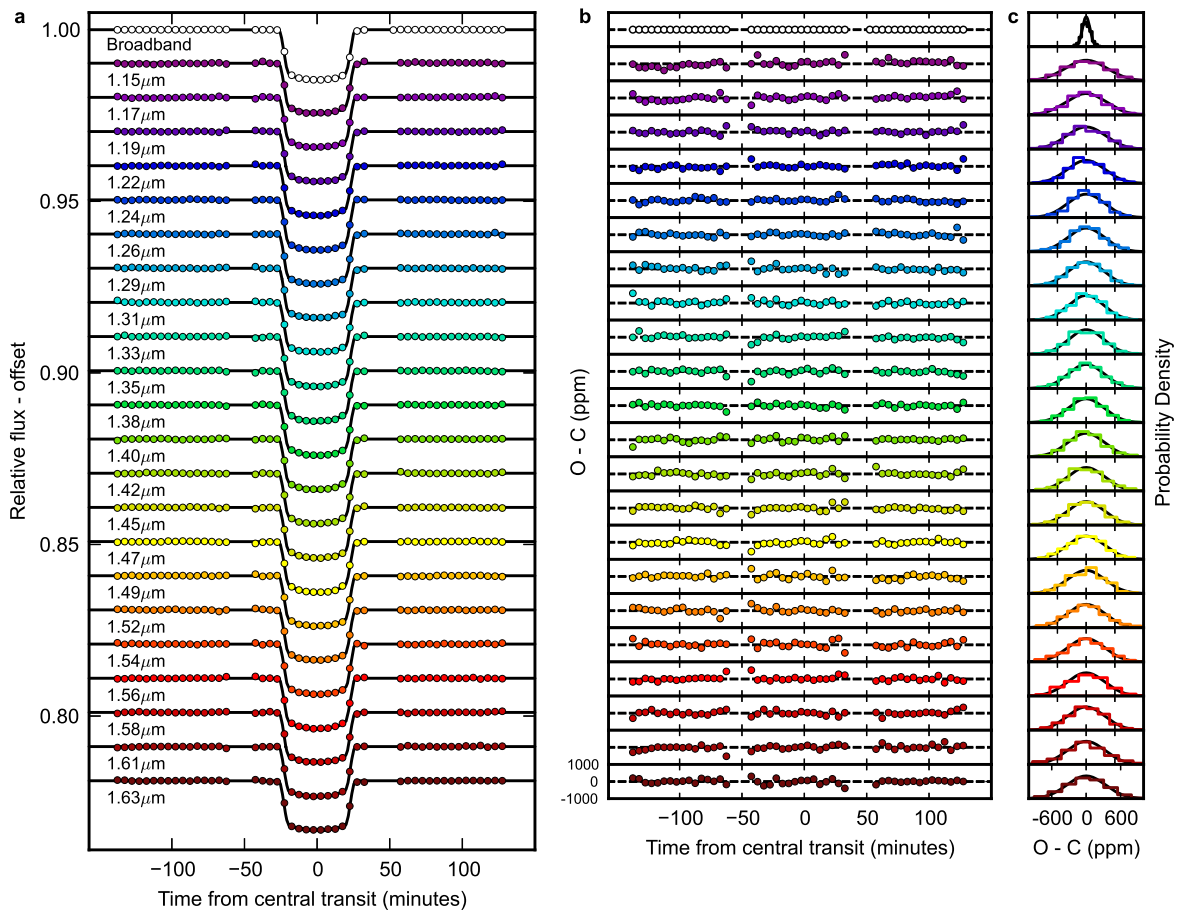 a
b
c
1.00
0.95
0.90
0.85
0.80
Relative flux - offset
Broadband
1.15μm
1.17μm
1.19μm
1.22μm
1.24μm
1.26μm
1.29μm
1.31μm
1.33μm
1.35μm
1.38μm
1.40μm
1.42μm
1.45μm
1.47μm
1.49μm
1.52μm
1.54μm
1.56μm
1.58μm
1.61μm
1.63μm
−100 −50 0 50 100
Time from central transit (minutes)
O - C (ppm)
1000
0
-1000
−100 −50 0 50 100
Time from central transit (minutes)
Probability Density
-600 0 600
O - C (ppm)